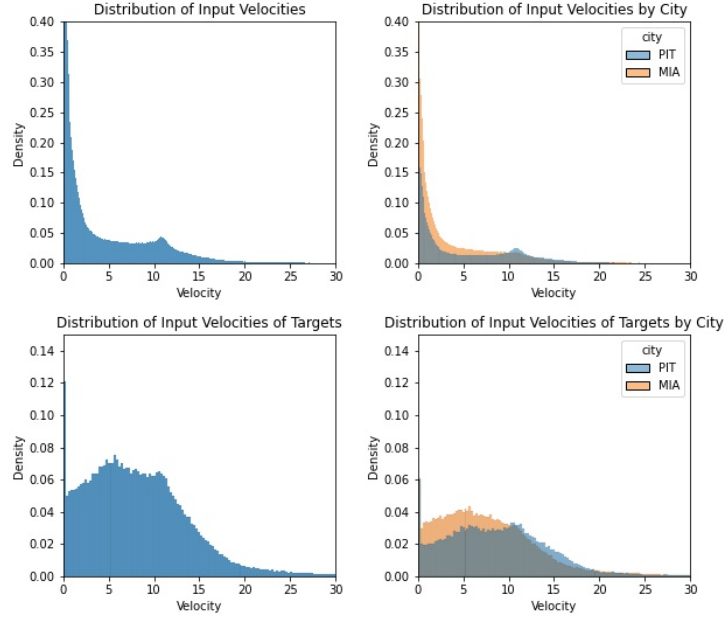 Distribution of Input Velocities
0.40
0.35
0.30
0.25
0.20
0.15
0.10
0.05
0.00
Density
0 5 10 15 20 25 30
Velocity
Distribution of Input Velocities by City
0.40
0.35
0.30
0.25
0.20
0.15
0.10
0.05
0.00
Density
city
PIT
MIA
0 5 10 15 20 25 30
Velocity
Distribution of Input Velocities of Targets
0.14
0.12
0.10
0.08
0.06
0.04
0.02
0.00
Density
0 5 10 15 20 25 30
Velocity
Distribution of Input Velocities of Targets by City
0.14
0.12
0.10
0.08
0.06
0.04
0.02
0.00
Density
city
PIT
MIA
0 5 10 15 20 25 30
Velocity